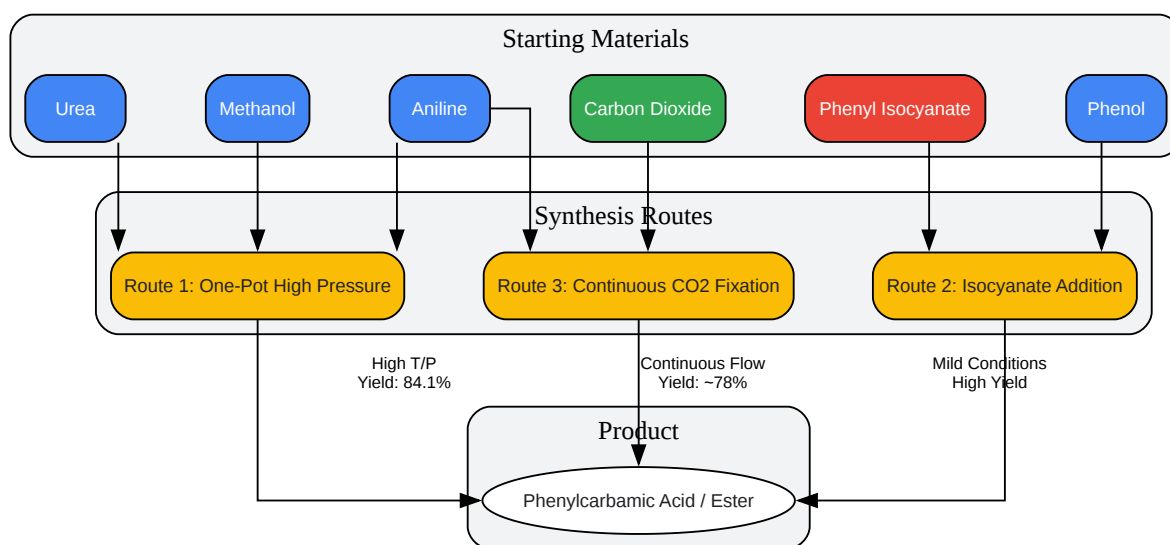 Starting Materials
Urea
Methanol
Aniline
Carbon Dioxide
Phenyl Isocyanate
Phenol
Synthesis Routes
Route 1: One-Pot High Pressure
Route 3: Continuous CO2 Fixation
Route 2: Isocyanate Addition
High T/P
Yield: 84.1%
Continuous Flow
Yield: ~78%
Mild Conditions
High Yield
Product
Phenylcarbamic Acid / Ester